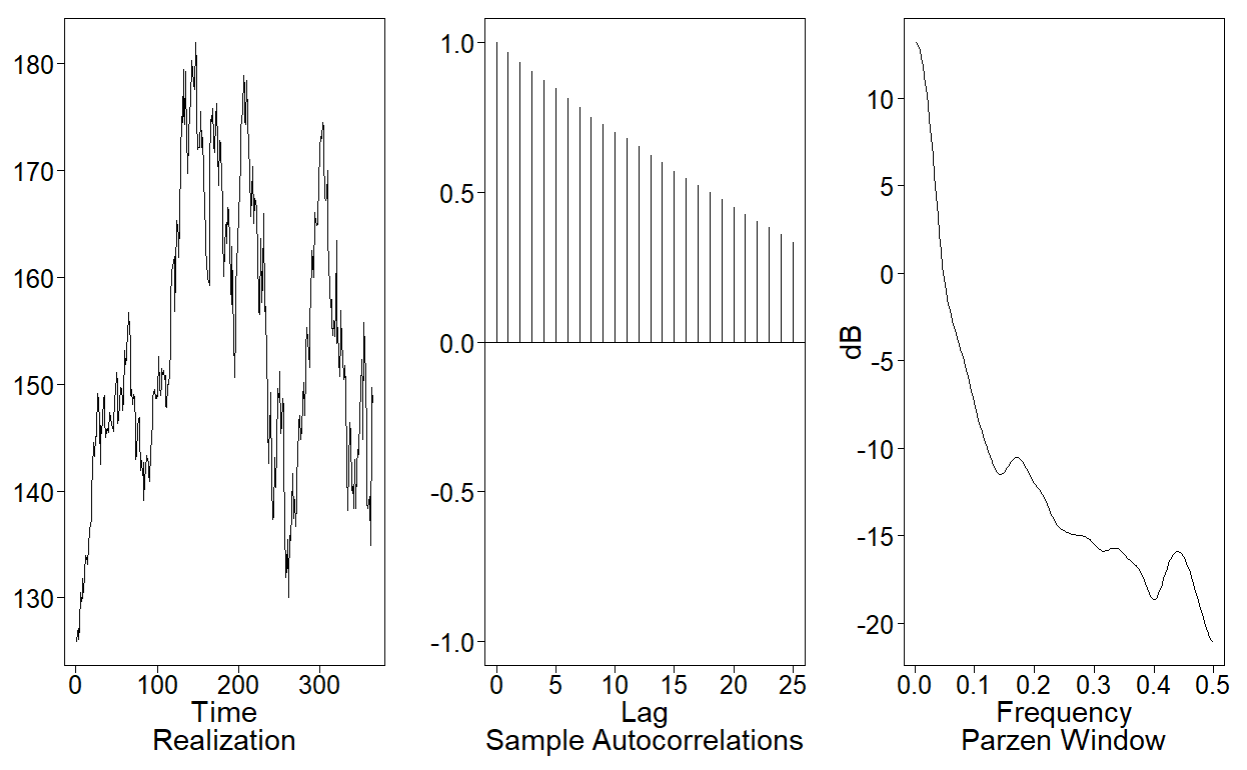 180
170
160
150
140
130
0 100 200 300
Time
Realization
1.0
0.5
0.0
-0.5
-1.0
0 5 10 15 20 25
Lag
Sample Autocorrelations
dB
10
5
0
-5
-10
-15
-20
0.0 0.1 0.2 0.3 0.4 0.5
Frequency
Parzen Window